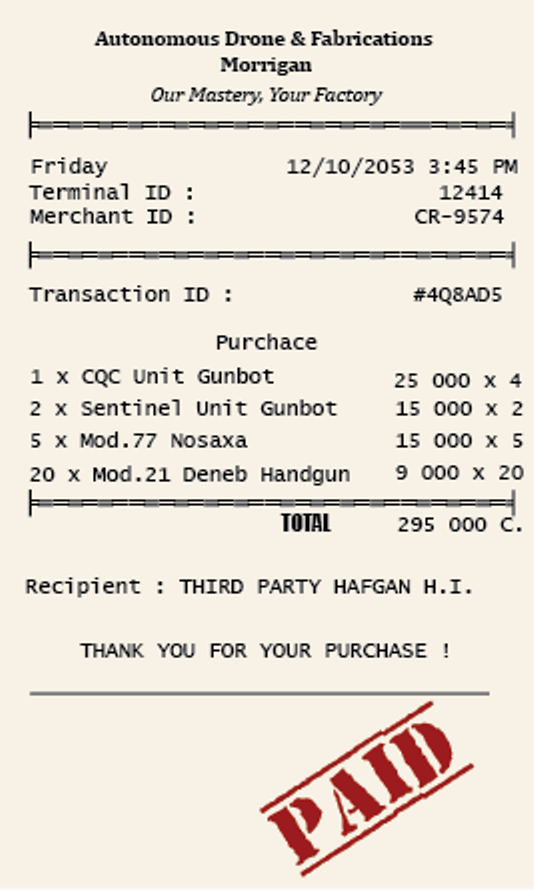 Autonomous Drone & Fabrications
Morrigan
Our Mastery, Your Factory
Friday 12/10/2053 3:45 PM
Terminal ID : 12414
Merchant ID : CR-9574
Transaction ID : #4Q8AD5
Purchace
1 x CQC Unit Gunbot 25 000 x 4
2 x Sentinel Unit Gunbot 15 000 x 2
5 x Mod.77 Nosaxa 15 000 x 5
20 x Mod.21 Deneb Handgun 9 000 x 20
TOTAL 295 000 C.
Recipient : THIRD PARTY HAFGAN H.I.
THANK YOU FOR YOUR PURCHASE !
PAID